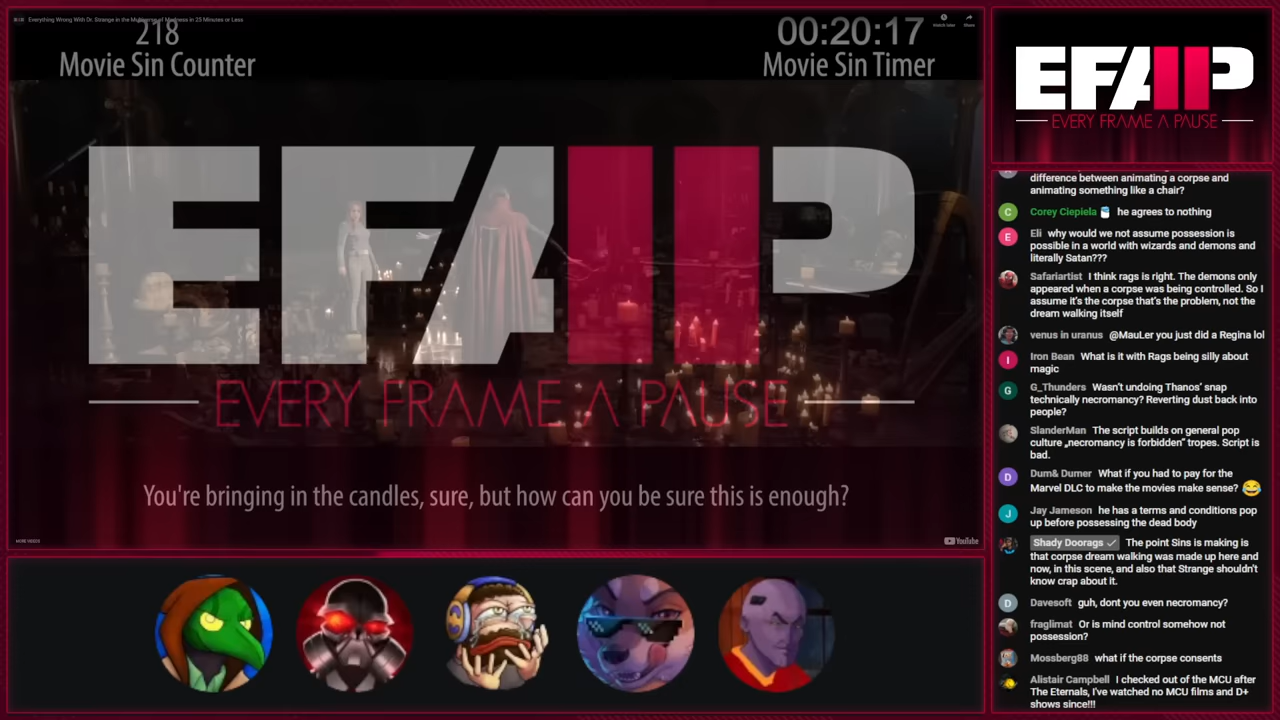 Everything Wrong With Dr. Strange in the Multiverse of Madness in 23 Minutes or Less
218
Movie Sin Counter
00:20:17
Movie Sin Timer
Watch later
Share
EFAP
EVERY FRAME A PAUSE
You're bringing in the candles, sure, but how can you be sure this is enough?
MORE VIDEOS
YouTube
EFAP
EVERY FRAME A PAUSE
difference between animating a corpse and
animating something like a chair?
C Corey Ciepiela he agrees to nothing
E Eli why would we not assume possession is
possible in a world with wizards and demons and
literally Satan???
Safariartist I think rags is right. The demons only
appeared when a corpse was being controlled. So I
assume it's the corpse that's the problem, not the
dream walking itself
venus in uranus @MauLer you just did a Regina lol
I Iron Bean What is it with Rags being silly about
magic
G G_Thunders Wasn't undoing Thanos' snap
technically necromancy? Reverting dust back into
people?
SlanderMan The script builds on general pop
culture „necromancy is forbidden" tropes. Script is
bad.
D Dum& Dumer What if you had to pay for the
Marvel DLC to make the movies make sense? 😂
J Jay Jameson he has a terms and conditions pop
up before possessing the dead body
Shady Doorags ✓ The point Sins is making is
that corpse dream walking was made up here and
now, in this scene, and also that Strange shouldn't
know crap about it.
D Davesoft guh, dont you even necromancy?
fraglimat Or is mind control somehow not
possession?
Mossberg88 what if the corpse consents
Alistair Campbell I checked out of the MCU after
The Eternals, I've watched no MCU films and D+
shows since!!!